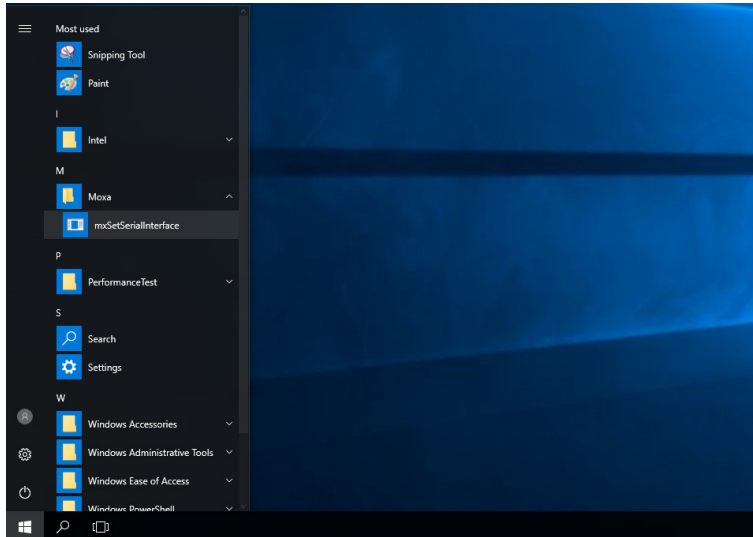 Most used
Snipping Tool
Paint
I
Intel
M
Moxa
mxSetSerialInterface
P
PerformanceTest
S
Search
Settings
W
Windows Accessories
Windows Administrative Tools
Windows Ease of Access
Windows PowerShell